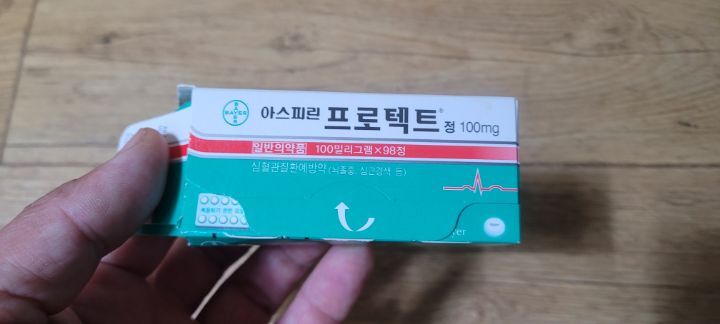 BAYER
아스피린 프로텍트® 정 100mg
일반의약품 100밀리그램×98정
심혈관질환예방약(뇌졸중, 심근경색 등)